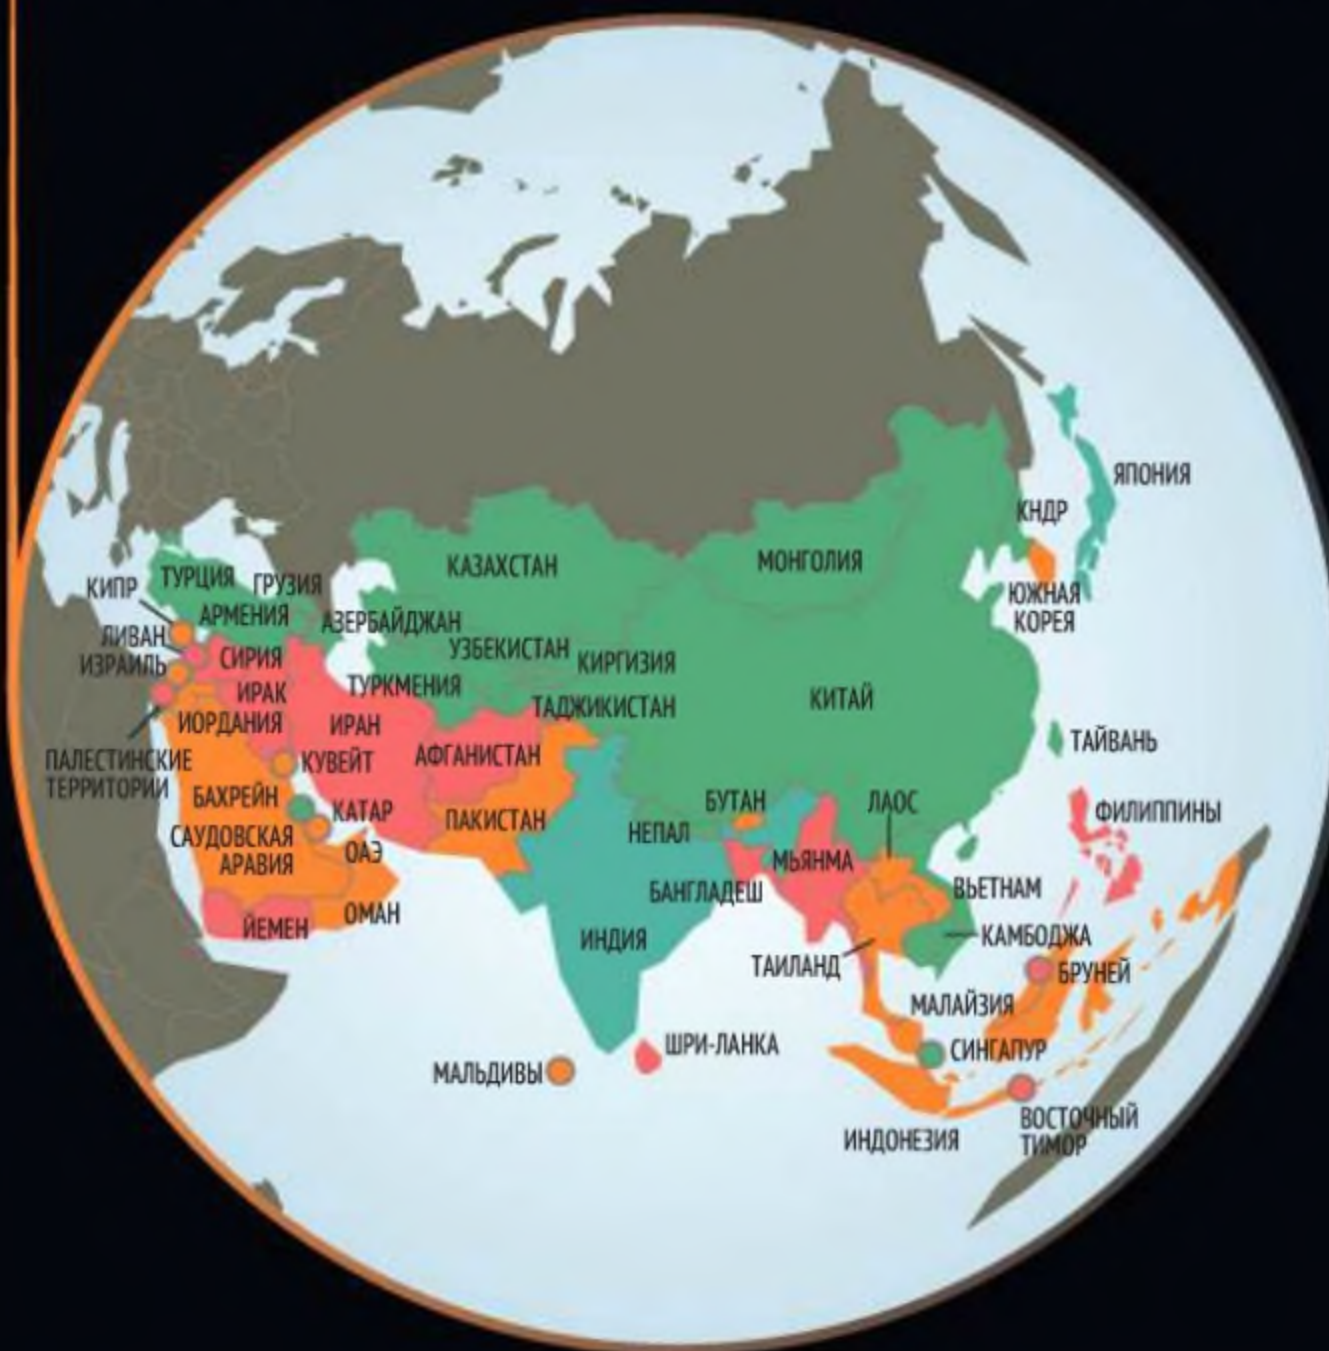 ЯПОНИЯ
КНДР
КАЗАХСТАН
МОНГОЛИЯ
ТУРЦИЯ
ГРУЗИЯ
КИПР
ЮЖНАЯ
КОРЕЯ
АРМЕНИЯ
АЗЕРБАЙДЖАН
ЛИВАН
УЗБЕКИСТАН
ИЗРАИЛЬ
СИРИЯ
КИРГИЗИЯ
ТУРКМЕНИЯ
ИРАК
КИТАЙ
ТАДЖИКИСТАН
ИОРДАНИЯ
ИРАН
ТАЙВАНЬ
ПАЛЕСТИНСКИЕ
ТЕРРИТОРИИ
КУВЕЙТ
АФГАНИСТАН
БАХРЕЙН
КАТАР
БУТАН
ЛАОС
ФИЛИППИНЫ
ПАКИСТАН
НЕПАЛ
САУДОВСКАЯ
АРАВИЯ
ОАЭ
МЬЯНМА
БАНГЛАДЕШ
ВЬЕТНАМ
ОМАН
ЙЕМЕН
ИНДИЯ
КАМБОДЖА
ТАИЛАНД
БРУНЕЙ
МАЛАЙЗИЯ
ШРИ-ЛАНКА
СИНГАПУР
МАЛЬДИВЫ
ВОСТОЧНЫЙ
ТИМОР
ИНДОНЕЗИЯ